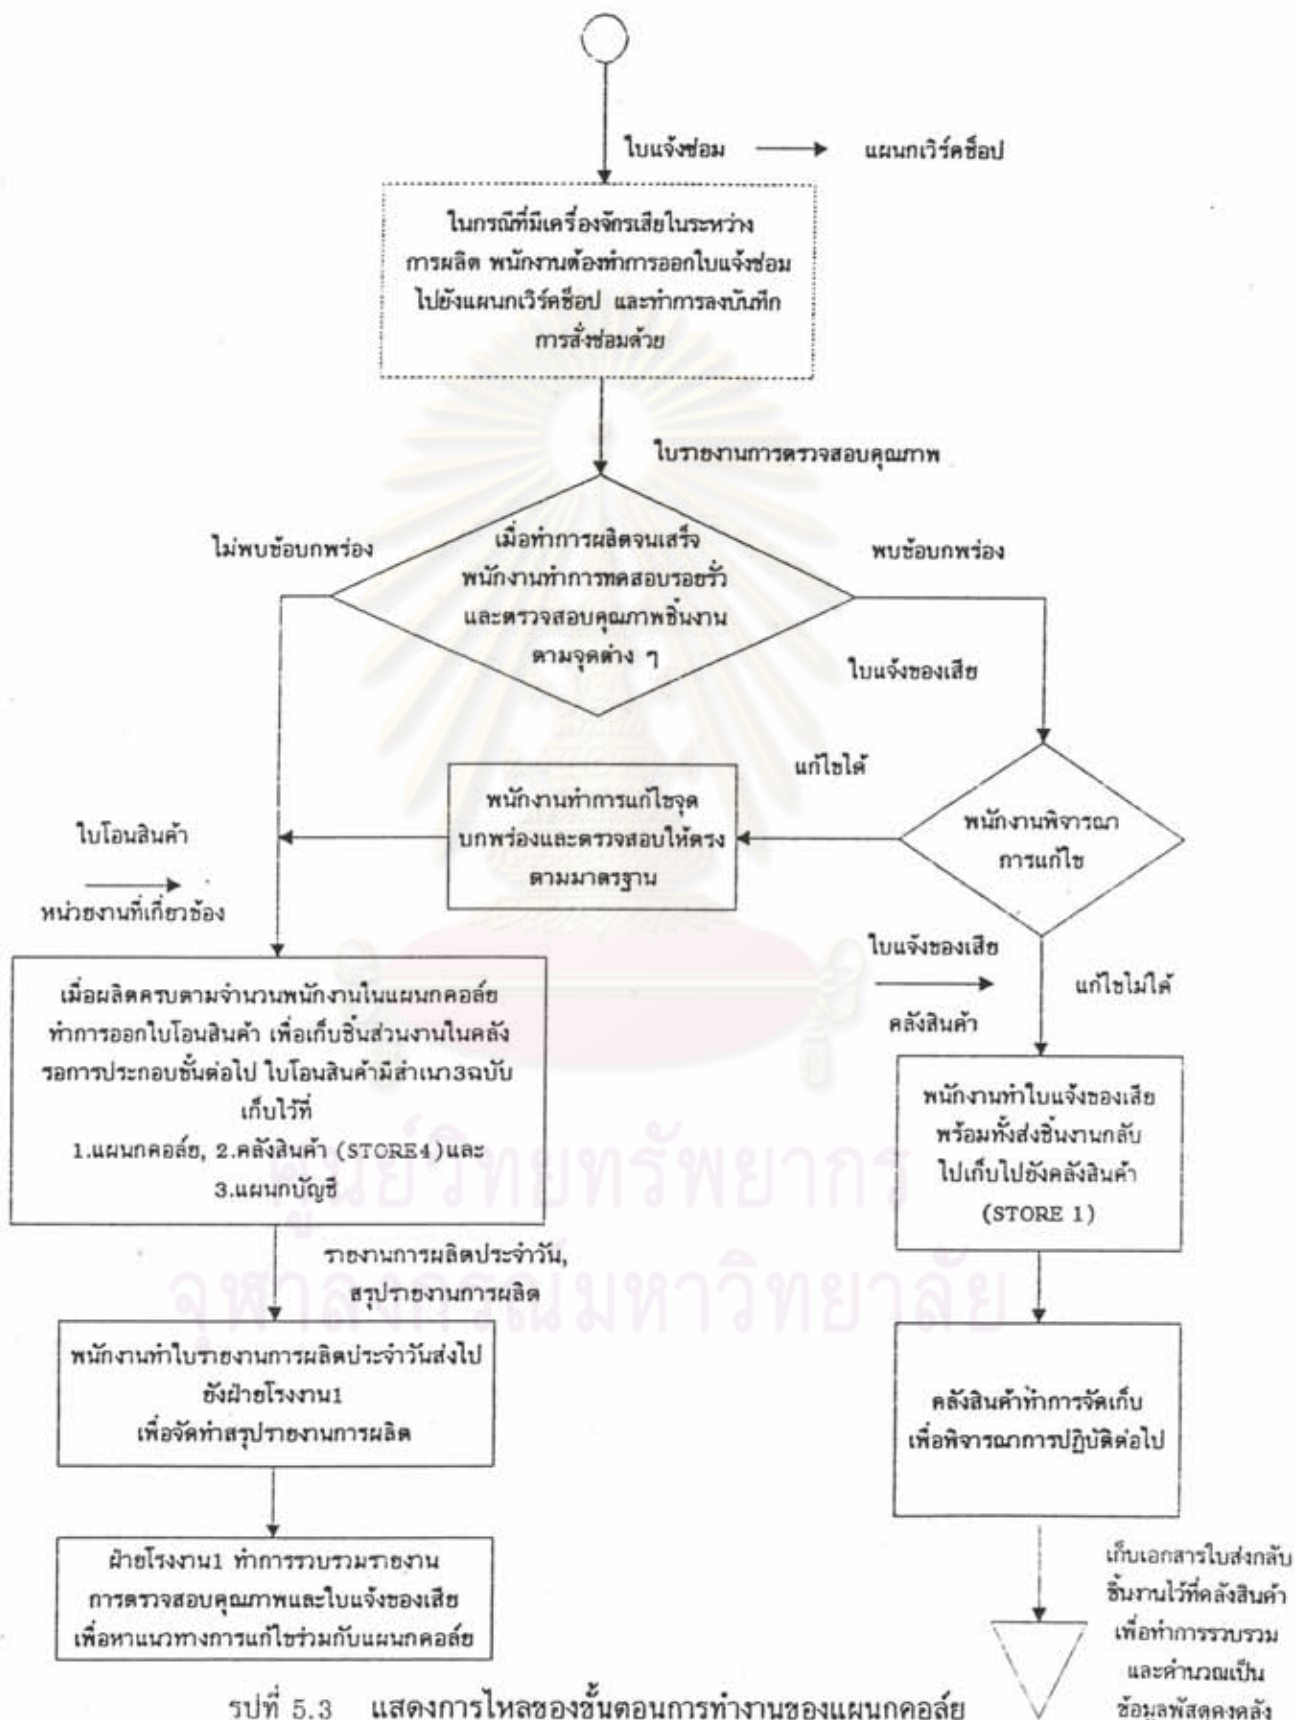 ใบแจ้งซ่อม
แผนกเวิร์คช็อป
ในกรณีที่มีเครื่องจักรเสียในระหว่าง
การผลิต พนักงานต้องทำการออกใบแจ้งซ่อม
ไปยังแผนกเวิร์คช็อป และทำการลงบันทึก
การสั่งซ่อมด้วย
ใบรายงานการตรวจสอบคุณภาพ
ไม่พบข้อบกพร่อง
เมื่อทำการผลิตจนเสร็จ
พนักงานทำการทดสอบรอยรั่ว
และตรวจสอบคุณภาพชิ้นงาน
ตามจุดต่าง ๆ
พบข้อบกพร่อง
ใบแจ้งของเสีย
แก้ไขได้
พนักงานทำการแก้ไขจุด
บกพร่องและตรวจสอบให้ตรง
ตามมาตรฐาน
พนักงานพิจารณา
การแก้ไข
ใบโอนสินค้า
หน่วยงานที่เกี่ยวข้อง
ใบแจ้งของเสีย
คลังสินค้า
แก้ไขไม่ได้
เมื่อผลิตครบตามจำนวนพนักงานในแผนกคอล์ย
ทำการออกใบโอนสินค้า เพื่อเก็บชิ้นส่วนงานในคลัง
รอการประกอบขั้นต่อไป ใบโอนสินค้ามีสำเนา3ฉบับ
เก็บไว้ที่
1.แผนกคอล์ย, 2.คลังสินค้า (STORE4)และ
3.แผนกบัญชี
พนักงานทำใบแจ้งของเสีย
พร้อมทั้งส่งชิ้นงานกลับ
ไปเก็บไปยังคลังสินค้า
(STORE 1)
ศูนย์วิทยทรัพยากร
จุฬาลงกรณ์มหาวิทยาลัย
รายงานการผลิตประจำวัน,
สรุปรายงานการผลิต
พนักงานทำใบรายงานการผลิตประจำวันส่งไป
ยังฝ่ายโรงงาน1
เพื่อจัดทำสรุปรายงานการผลิต
คลังสินค้าทำการจัดเก็บ
เพื่อพิจารณาการปฏิบัติต่อไป
ฝ่ายโรงงาน1 ทำการรวบรวมรายงาน
การตรวจสอบคุณภาพและใบแจ้งของเสีย
เพื่อหาแนวทางการแก้ไขร่วมกับแผนกคอล์ย
เก็บเอกสารใบส่งกลับ
ชิ้นงานไว้ที่คลังสินค้า
เพื่อทำการรวบรวม
และคำนวณเป็น
ข้อมูลพัสดุคงคลัง
รูปที่ 5.3 แสดงการไหลของขั้นตอนการทำงานของแผนกคอล์ย